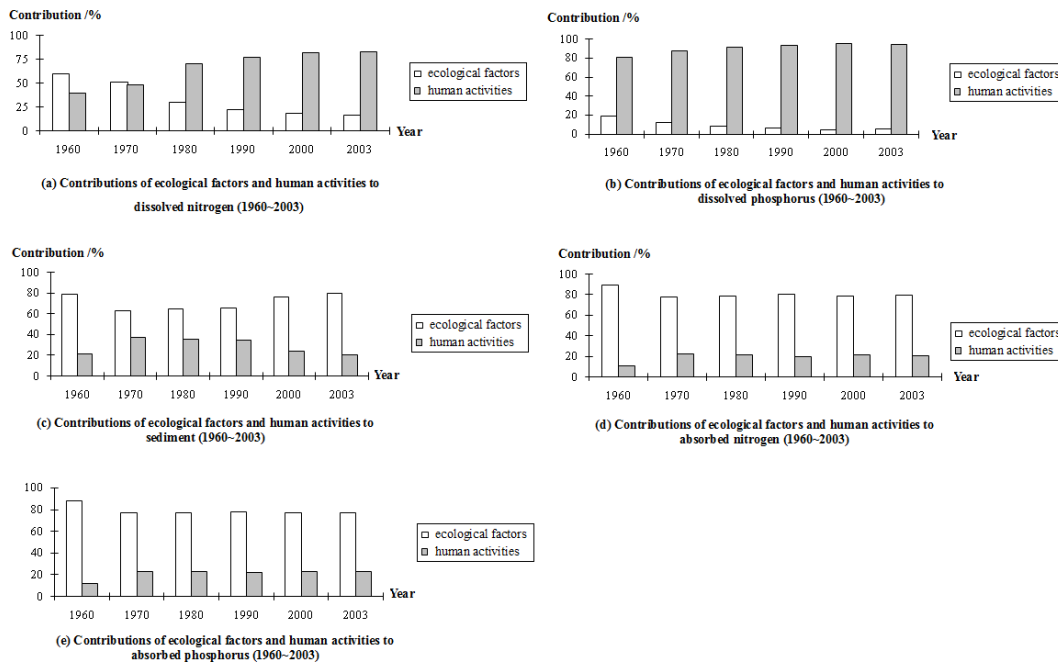 Contribution /%
100
75
50
25
0
1960 1970 1980 1990 2000 2003
Year
ecological factors
human activities
(a) Contributions of ecological factors and human activities to
dissolved nitrogen (1960~2003)
Contribution /%
100
80
60
40
20
0
1960 1970 1980 1990 2000 2003
Year
ecological factors
human activities
(b) Contributions of ecological factors and human activities to
dissolved phosphorus (1960~2003)
Contribution /%
100
80
60
40
20
0
1960 1970 1980 1990 2000 2003
Year
ecological factors
human activities
(c) Contributions of ecological factors and human activities to
sediment (1960~2003)
Contribution /%
100
80
60
40
20
0
1960 1970 1980 1990 2000 2003
Year
ecological factors
human activities
(d) Contributions of ecological factors and human activities to
absorbed nitrogen (1960~2003)
Contribution /%
100
80
60
40
20
0
1960 1970 1980 1990 2000 2003
Year
ecological factors
human activities
(e) Contributions of ecological factors and human activities to
absorbed phosphorus (1960~2003)